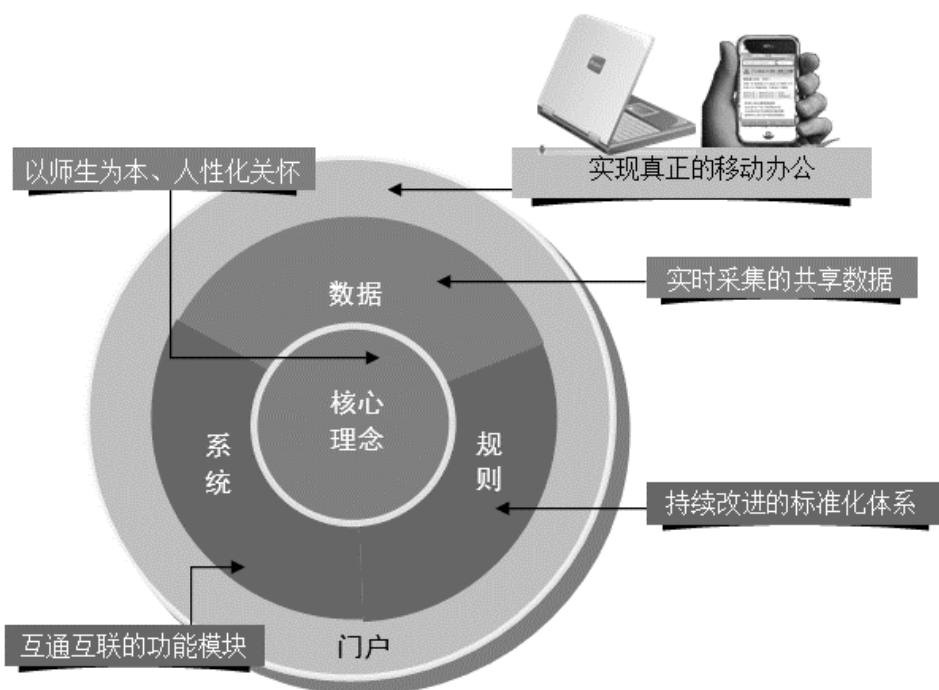 实现真正的移动办公
以师生为本、人性化关怀
实时采集的共享数据
数据
核心
理念
系
统
规
则
持续改进的标准化体系
互通互联的功能模块
门户